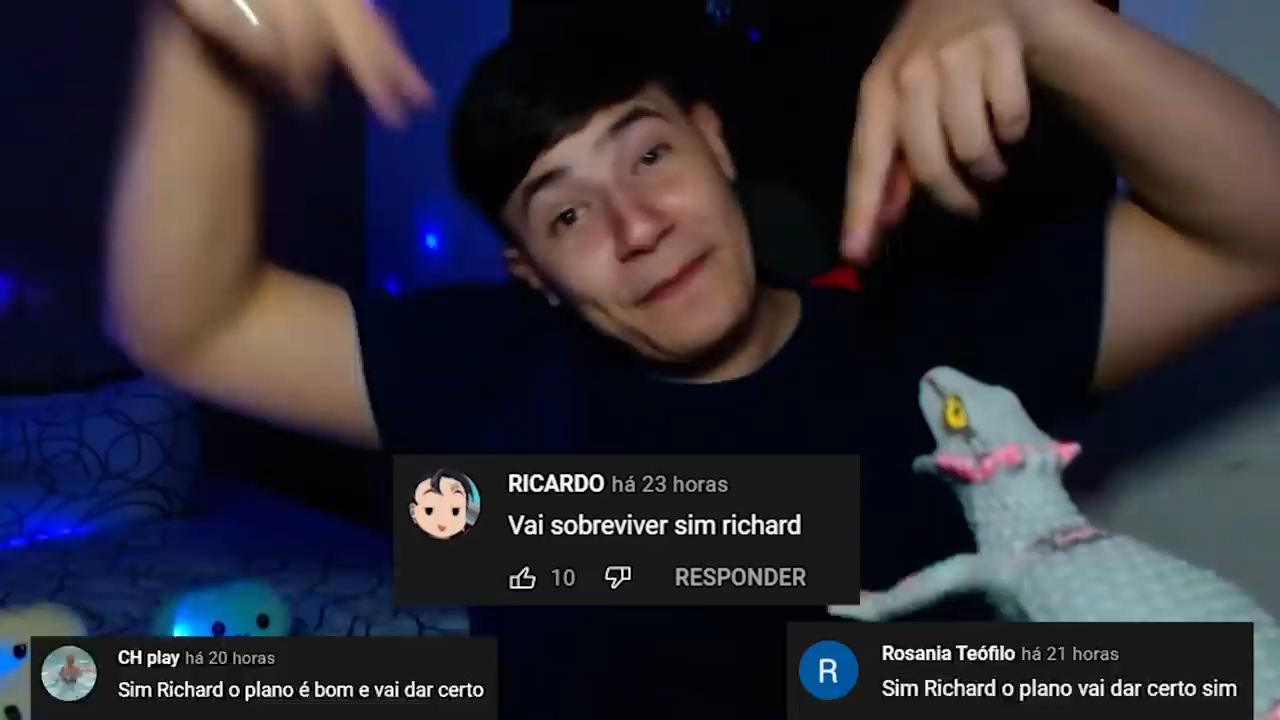 RICARDO há 23 horas
Vai sobreviver sim richard
10 RESPONDER
CH play há 20 horas
Sim Richard o plano é bom e vai dar certo
R
Rosania Teófilo há 21 horas
Sim Richard o plano vai dar certo sim